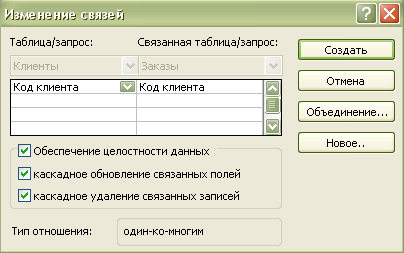 Изменение связей
Таблица/запрос: Связанная таблица/запрос:
Клиенты Заказы
Код клиента Код клиента
Создать
Отмена
Объединение...
Новое..
Обеспечение целостности данных
каскадное обновление связанных полей
каскадное удаление связанных записей
Тип отношения: один-ко-многим